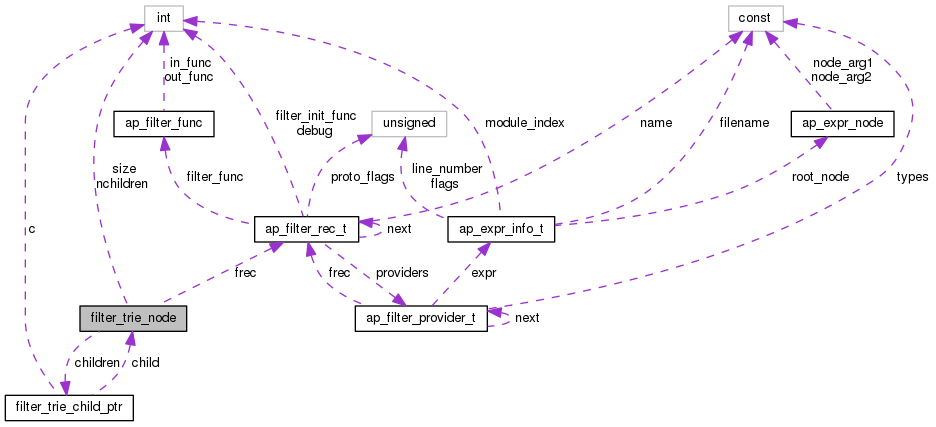 int
const
in_func
out_func
node_arg1
node_arg2
ap_filter_func
filter_init_func
debug
unsigned
module_index
name
filename
ap_expr_node
size
nchildren
filter_func
proto_flags
line_number
flags
root_node
types
c
ap_filter_rec_t
next
ap_expr_info_t
frec
frec
providers
expr
filter_trie_node
ap_filter_provider_t
next
children
child
filter_trie_child_ptr